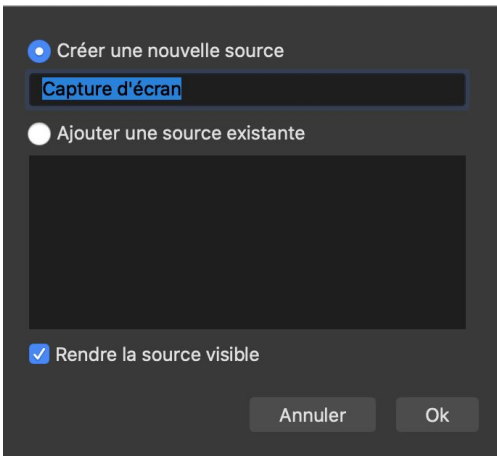 Créer une nouvelle source
Capture d'écran
Ajouter une source existante
Rendre la source visible
Annuler Ok